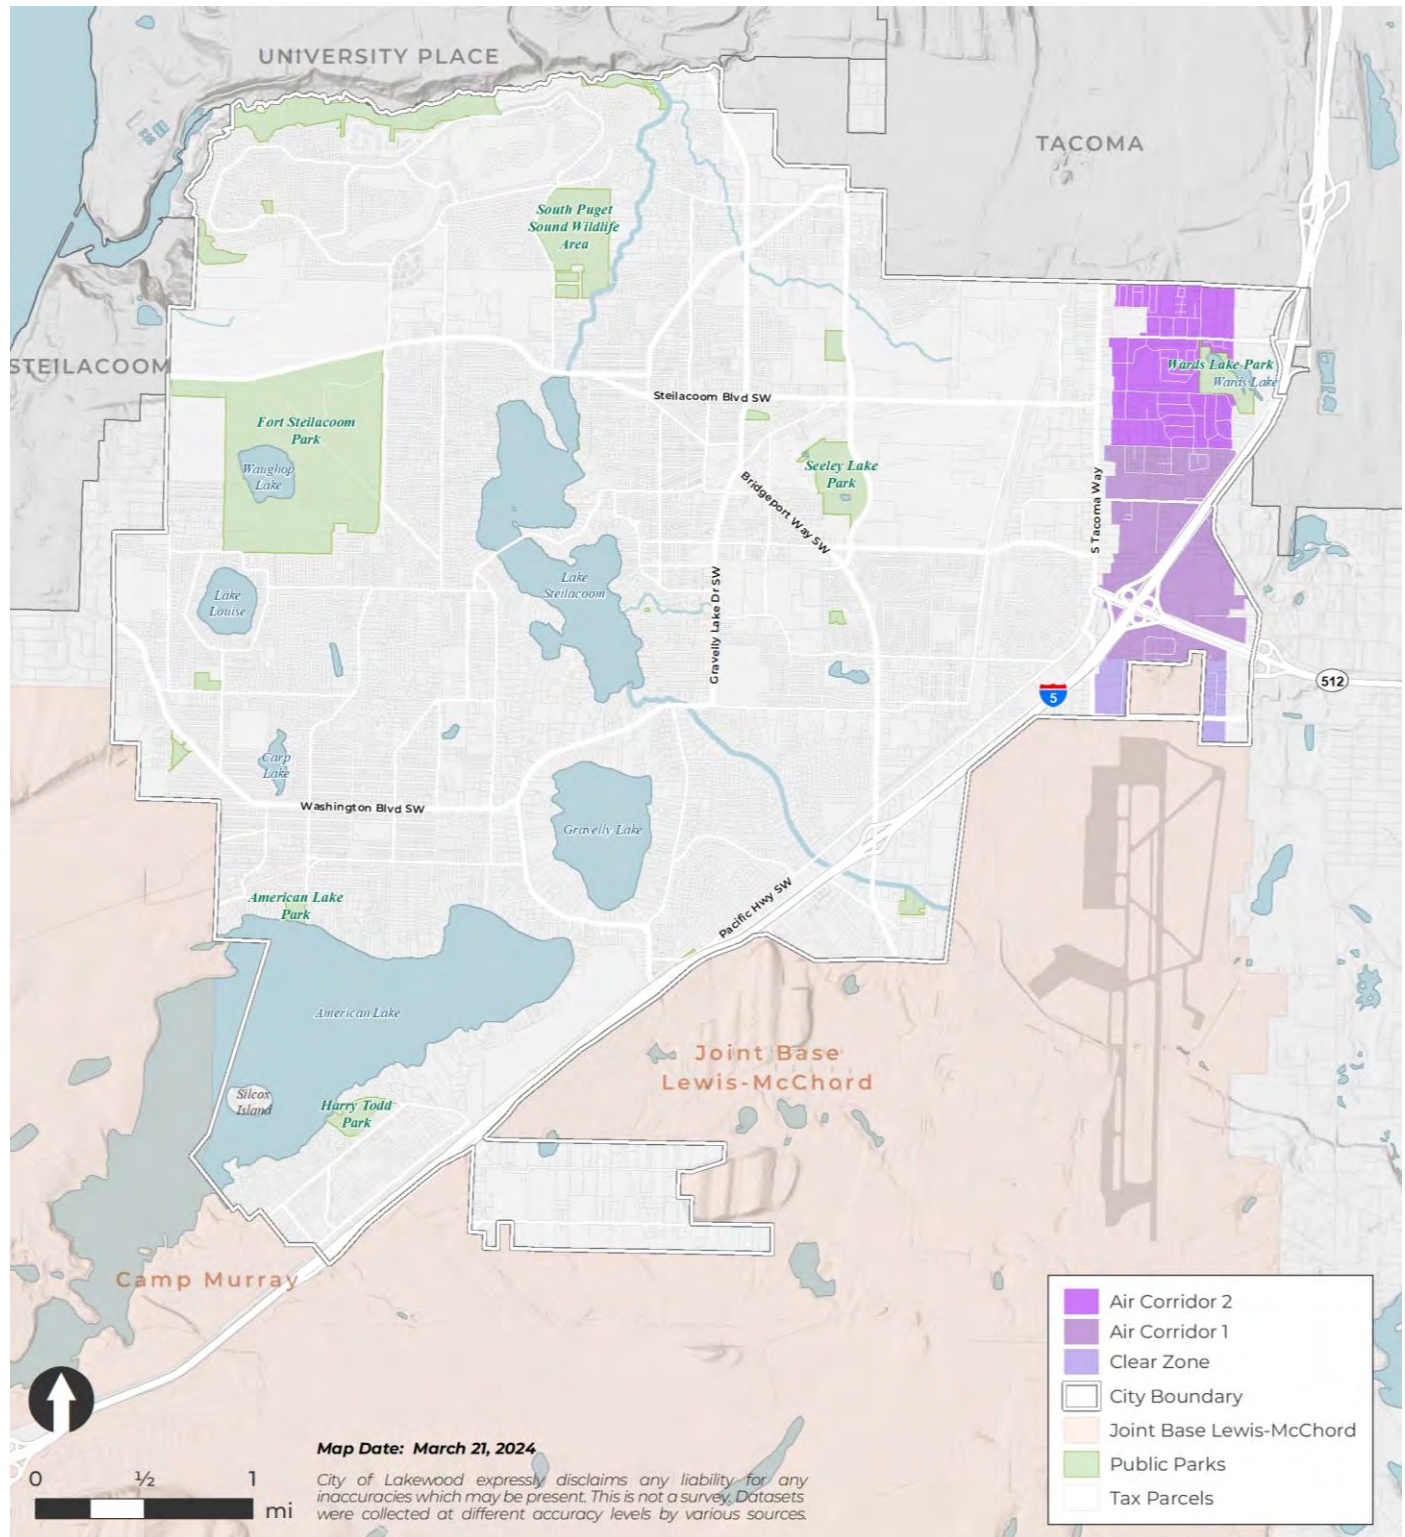 UNIVERSITY PLACE
TACOMA
South Puget
Sound Wildlife
Area
STEILACOOM
Wards Lake Park
Wards Lake
Steilacoom Blvd SW
Fort Steilacoom
Park
Waughop
Lake
Seeley Lake
Park
Bridgeport Way SW
S Tacoma Way
Lake
Steilacoom
Lake
Louise
Gravelly Lake Dr SW
512
5
Carp
Lake
Washington Blvd SW
Gravelly Lake
American Lake
Park
Pacific Hwy SW
American Lake
Joint Base
Lewis-McChord
Silcox
Island
Harry Todd
Park
Camp Murray
Air Corridor 2
Air Corridor 1
Clear Zone
City Boundary
Joint Base Lewis-McChord
Public Parks
Tax Parcels
Map Date: March 21, 2024
City of Lakewood expressly disclaims any liability for any
inaccuracies which may be present. This is not a survey. Datasets
were collected at different accuracy levels by various sources.
0 ½ 1
mi